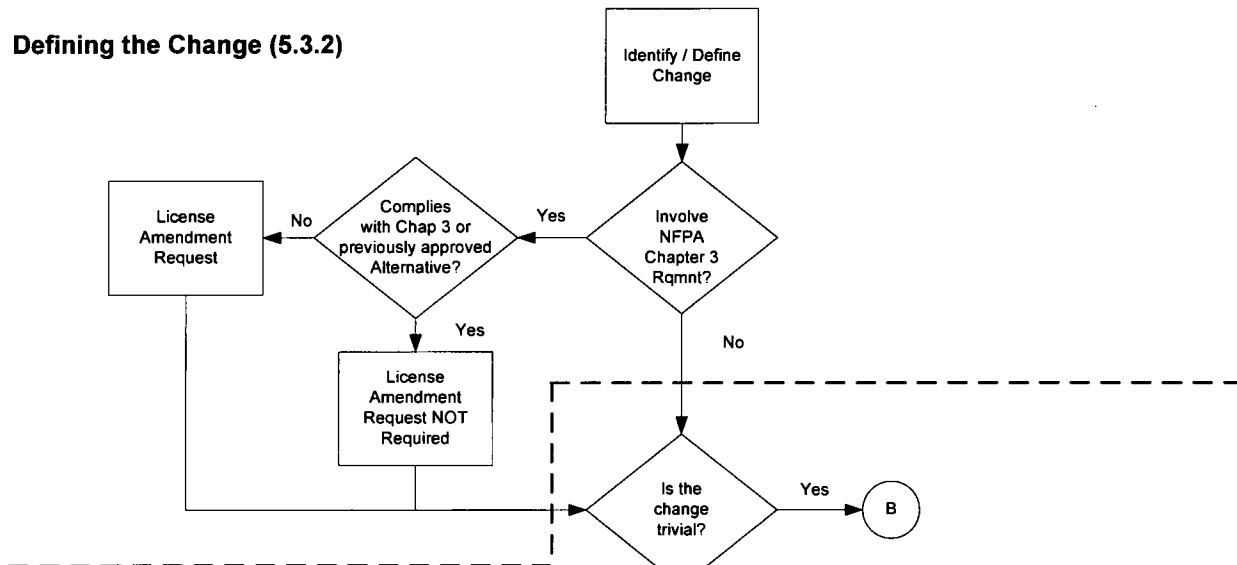 Defining the Change (5.3.2)
Identify / Define
Change
Involve
NFPA
Chapter 3
Rqmnt?
Yes
Complies
with Chap 3 or
previously approved
Alternative?
No
License
Amendment
Request
Yes
License
Amendment
Request NOT
Required
No
Is the
change
trivial?
Yes
B